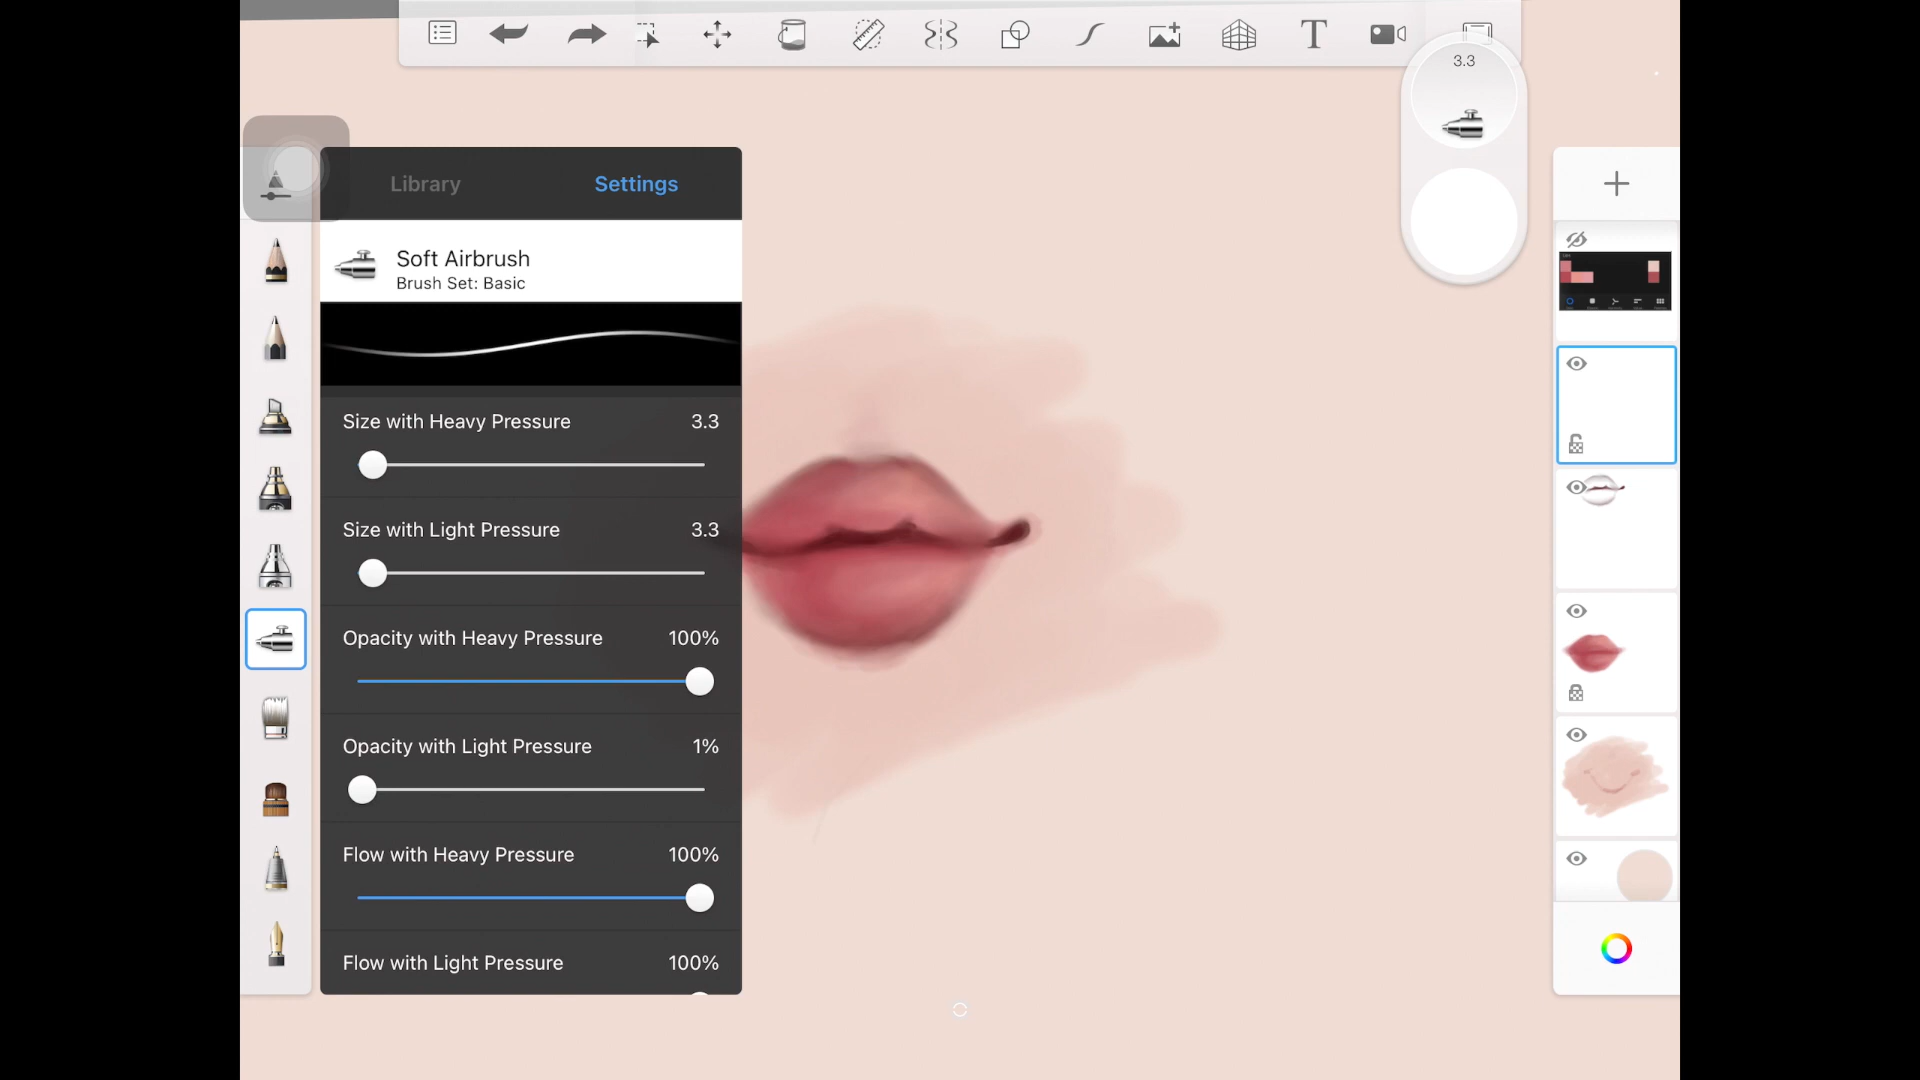 T
3.3
Library
Settings
Soft Airbrush
Brush Set: Basic
Size with Heavy Pressure 3.3
Size with Light Pressure 3.3
Opacity with Heavy Pressure 100%
Opacity with Light Pressure 1%
Flow with Heavy Pressure 100%
Flow with Light Pressure 100%